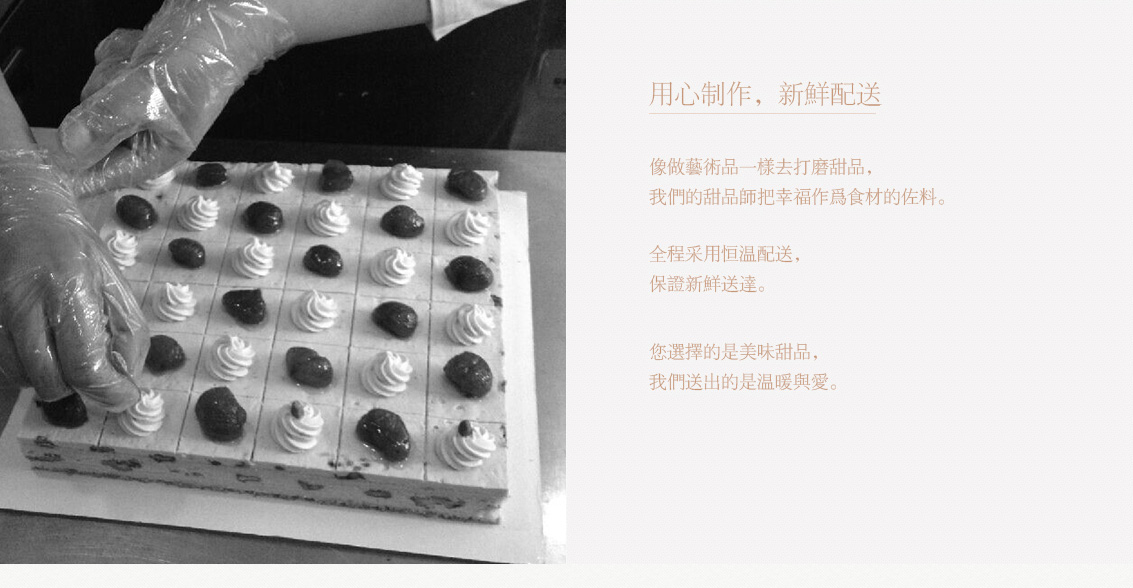 用心制作，新鮮配送
像做藝術品一樣去打磨甜品，
我們的甜品師把幸福作爲食材的佐料。
全程采用恒温配送，
保證新鮮送達。
您選擇的是美味甜品，
我們送出的是温暖與愛。